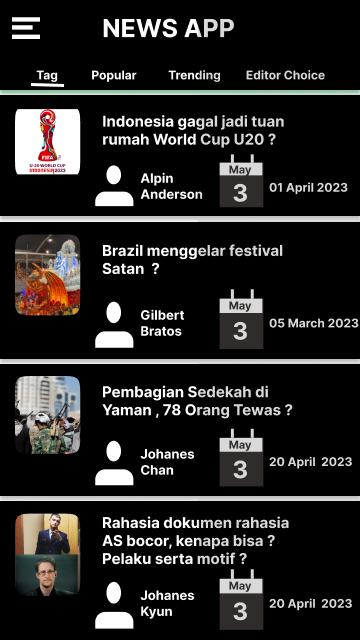 NEWS APP
Tag Popular Trending Editor Choice
Indonesia gagal jadi tuan
rumah World Cup U20 ?
FIFA
U-20 WORLD CUP
INDONESIA 2023
Alpin
Anderson
May
3
01 April 2023
Brazil menggelar festival
Satan ?
Gilbert
Bratos
May
3
05 March 2023
Pembagian Sedekah di
Yaman , 78 Orang Tewas ?
Johanes
Chan
May
3
20 April 2023
Rahasia dokumen rahasia
AS bocor, kenapa bisa ?
Pelaku serta motif ?
Johanes
Kyun
May
3
20 April 2023